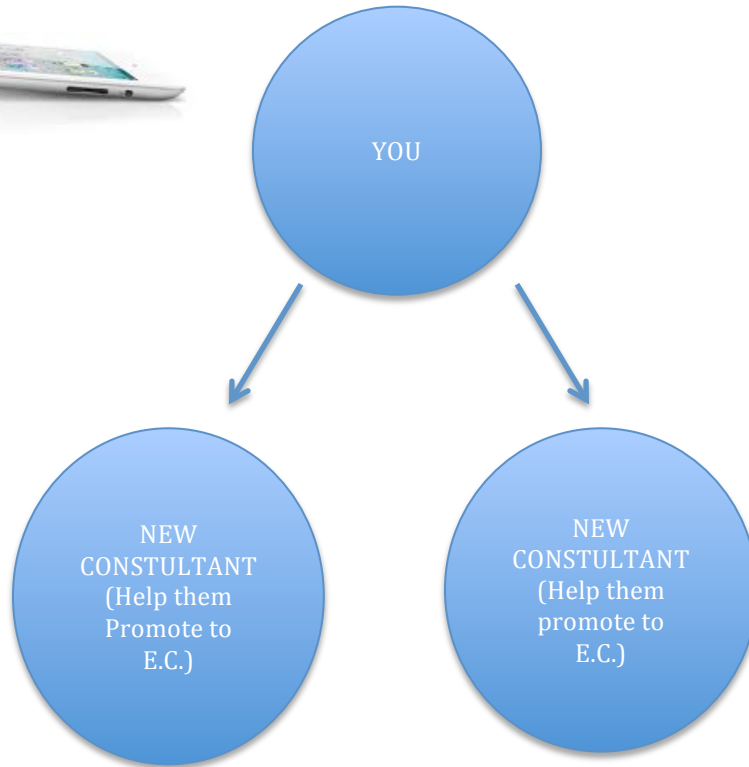 YOU
NEW
CONSTULTANT
(Help them
Promote to
E.C.)
NEW
CONSTULTANT
(Help them
promote to
E.C.)